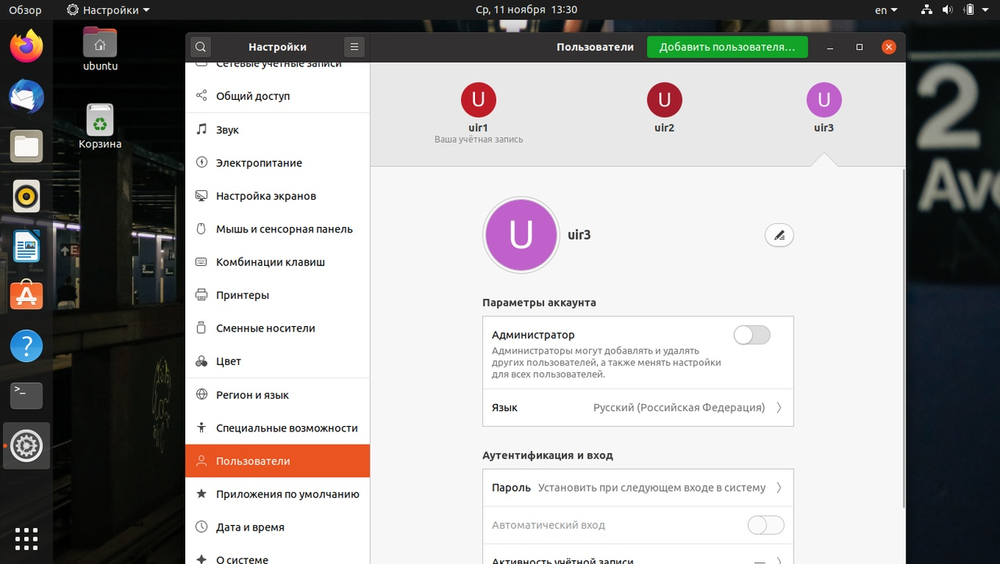 Обзор
Настройки
Ср, 11 ноября 13:30
en
ubuntu
Корзина
Настройки
Пользователи
Добавить пользователя…
Сетевые учётные записи
Общий доступ
Звук
Электропитание
Настройка экранов
Мышь и сенсорная панель
Комбинации клавиш
Принтеры
Сменные носители
Цвет
Регион и язык
Специальные возможности
Пользователи
Приложения по умолчанию
Дата и время
О системе
U
uir1
Ваша учётная запись
U
uir2
U
uir3
U
uir3
Параметры аккаунта
Администратор
Администраторы могут добавлять и удалять
других пользователей, а также менять настройки
для всех пользователей.
Язык
Русский (Российская Федерация)
Аутентификация и вход
Пароль
Установить при следующем входе в систему
Автоматический вход
Активность учётной записи
—
2
Ave